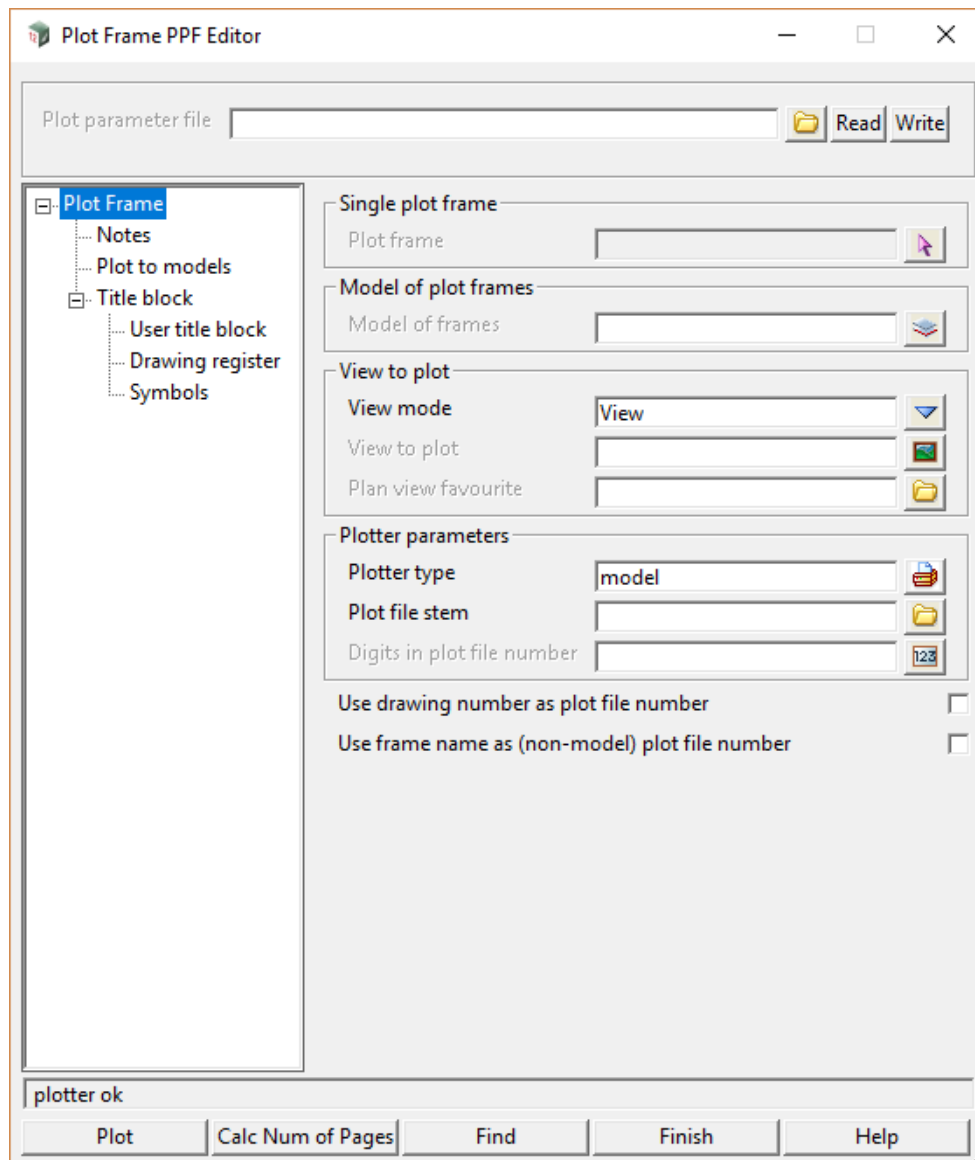 Plot Frame PPF Editor
Plot parameter file
Read
Write
Plot Frame
Notes
Plot to models
Title block
User title block
Drawing register
Symbols
Single plot frame
Plot frame
Model of plot frames
Model of frames
View to plot
View mode
View
View to plot
Plan view favourite
Plotter parameters
Plotter type
model
Plot file stem
Digits in plot file number
123
Use drawing number as plot file number
Use frame name as (non-model) plot file number
plotter ok
Plot
Calc Num of Pages
Find
Finish
Help